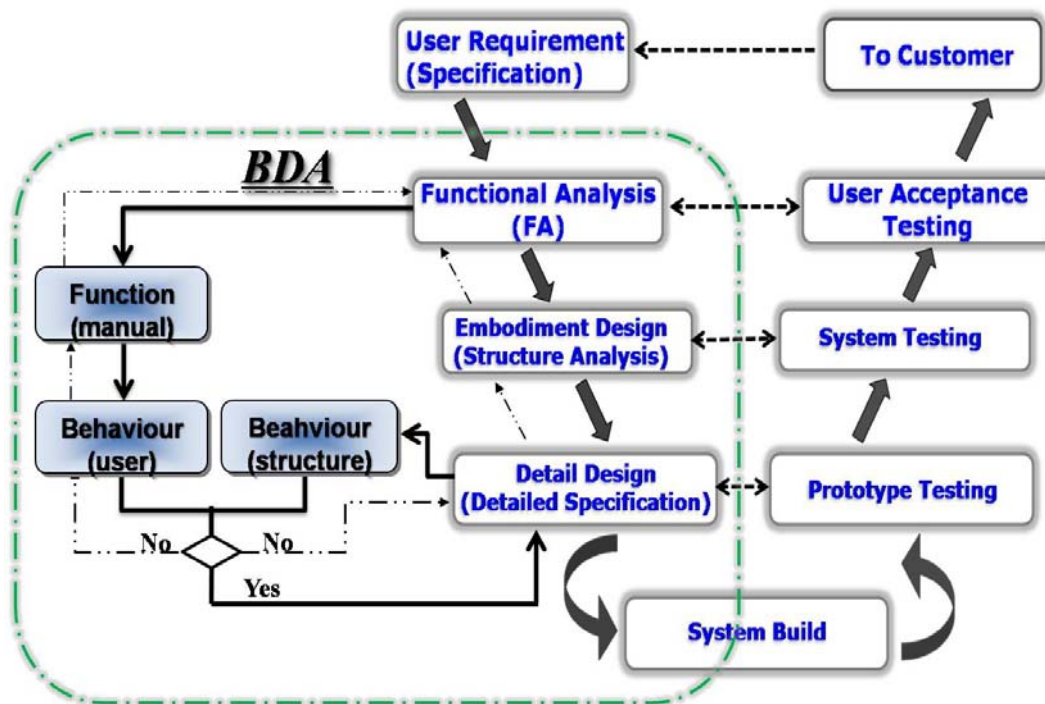 User Requirement
(Specification)
To Customer
BDA
Functional Analysis
(FA)
User Acceptance
Testing
Function
(manual)
Embodiment Design
(Structure Analysis)
System Testing
Behaviour
(user)
Beahviour
(structure)
Detail Design
(Detailed Specification)
Prototype Testing
No
No
Yes
System Build